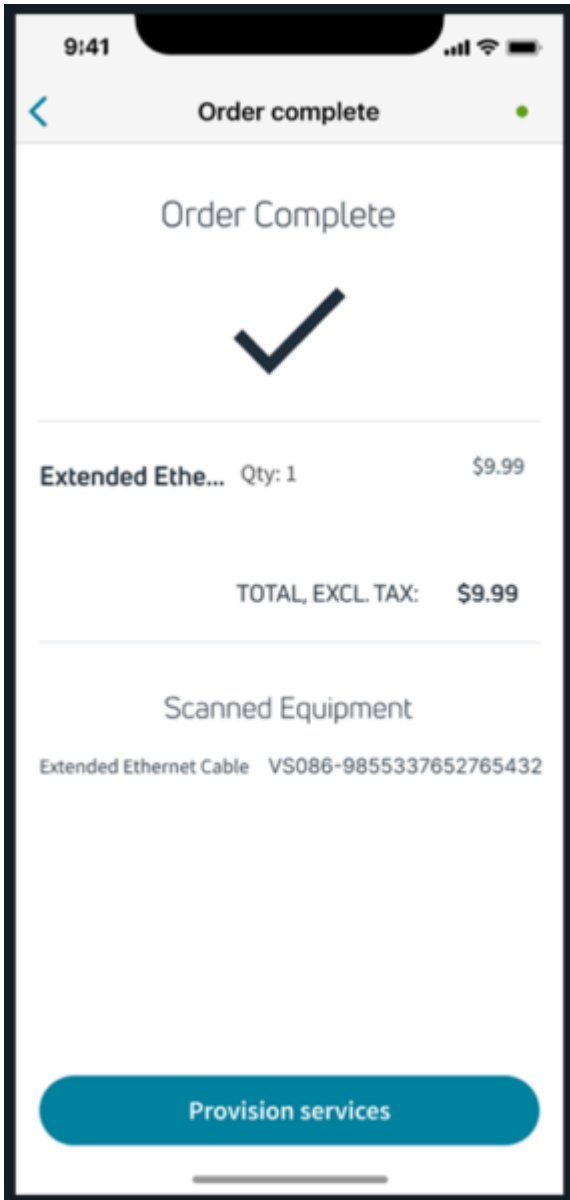 9:41
Order complete
Order Complete
Extended Ethe... Qty: 1 $9.99
TOTAL, EXCL. TAX: $9.99
Scanned Equipment
Extended Ethernet Cable VS086-9855337652765432
Provision services